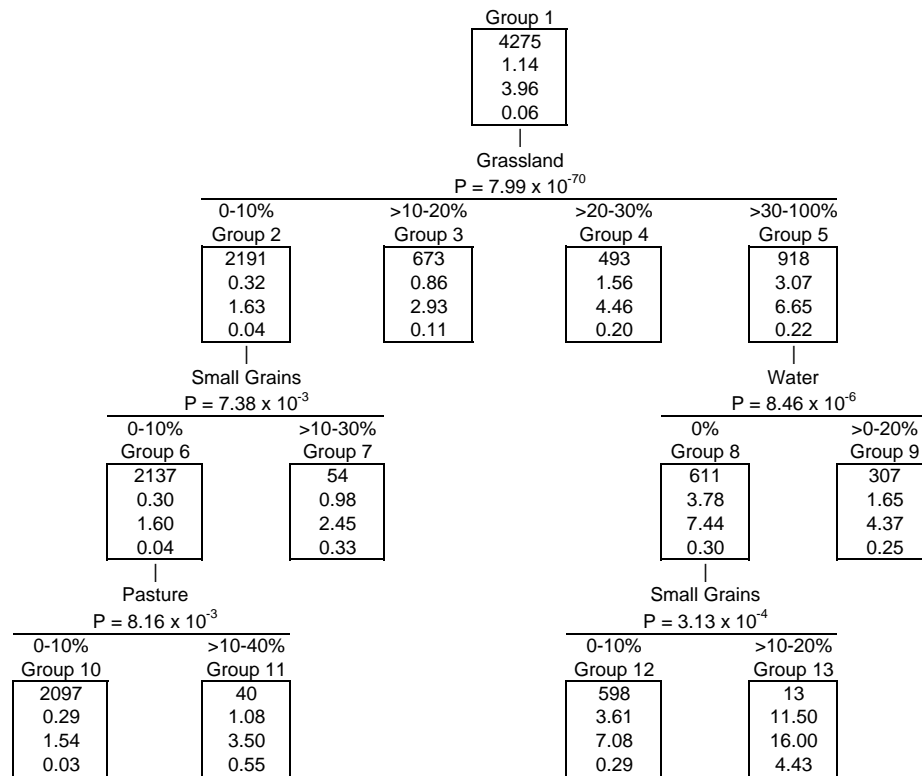 Group 1
4275
1.14
3.96
0.06
Grassland
P = 7.99 x 10-70
0-10% >10-20% >20-30% >30-100%
Group 2 Group 3 Group 4 Group 5
2191 673 493 918
0.32 0.86 1.56 3.07
1.63 2.93 4.46 6.65
0.04 0.11 0.20 0.22
Small Grains Water
P = 7.38 x 10-3 P = 8.46 x 10-6
0-10% >10-30% 0% >0-20%
Group 6 Group 7 Group 8 Group 9
2137 54 611 307
0.30 0.98 3.78 1.65
1.60 2.45 7.44 4.37
0.04 0.33 0.30 0.25
Pasture Small Grains
P = 8.16 x 10-3 P = 3.13 x 10-4
0-10% >10-40% 0-10% >10-20%
Group 10 Group 11 Group 12 Group 13
2097 40 598 13
0.29 1.08 3.61 11.50
1.54 3.50 7.08 16.00
0.03 0.55 0.29 4.43